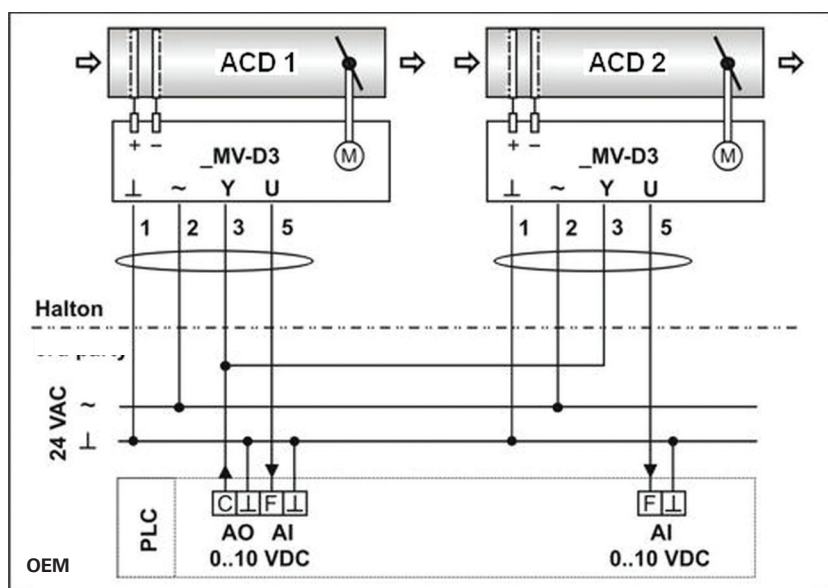 ACD 1 ACD 2
+ − + −
_MV-D3 M _MV-D3 M
⊥ ~ Y U ⊥ ~ Y U
1 2 3 5 1 2 3 5
Halton
24 VAC
~
⊥
PLC
C ⊥ F ⊥ F ⊥
AO AI AI
0..10 VDC 0..10 VDC
OEM